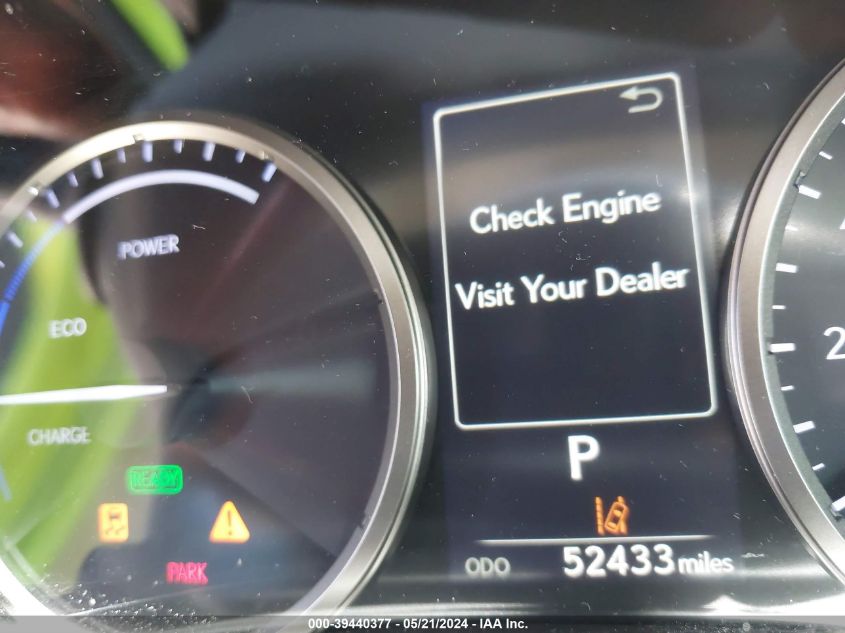 POWER
ECO
CHARGE
READY
PARK
Check Engine
Visit Your Dealer
P
ODO 52433 miles
2
000-39440377 - 05/21/2024 - IAA Inc.